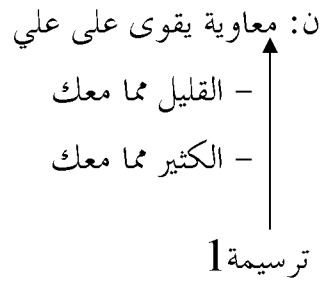 ن: معاوية يقوى على علي
– القليل مما معك
– الكثير مما معك
ترسيمة1